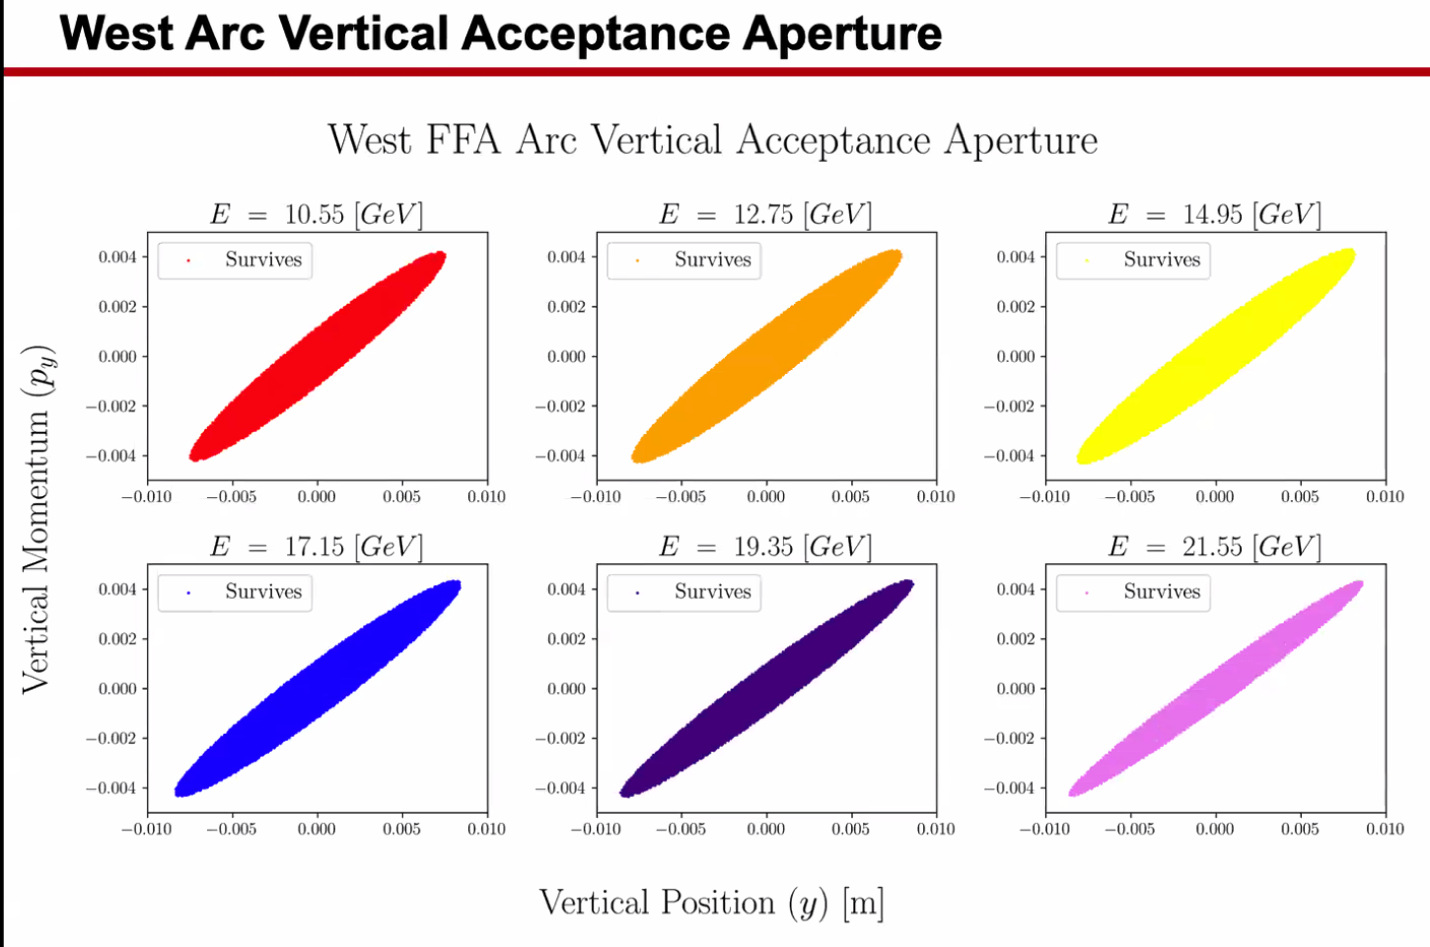 West Arc Vertical Acceptance Aperture
West FFA Arc Vertical Acceptance Aperture
E = 10.55 [GeV]
Survives
0.004
0.002
0.000
−0.002
−0.004
−0.010 −0.005 0.000 0.005 0.010
E = 12.75 [GeV]
Survives
0.004
0.002
0.000
−0.002
−0.004
−0.010 −0.005 0.000 0.005 0.010
E = 14.95 [GeV]
Survives
0.004
0.002
0.000
−0.002
−0.004
−0.010 −0.005 0.000 0.005 0.010
E = 17.15 [GeV]
Survives
0.004
0.002
0.000
−0.002
−0.004
−0.010 −0.005 0.000 0.005 0.010
E = 19.35 [GeV]
Survives
0.004
0.002
0.000
−0.002
−0.004
−0.010 −0.005 0.000 0.005 0.010
E = 21.55 [GeV]
Survives
0.004
0.002
0.000
−0.002
−0.004
−0.010 −0.005 0.000 0.005 0.010
Vertical Momentum (p_y)
Vertical Position (y) [m]